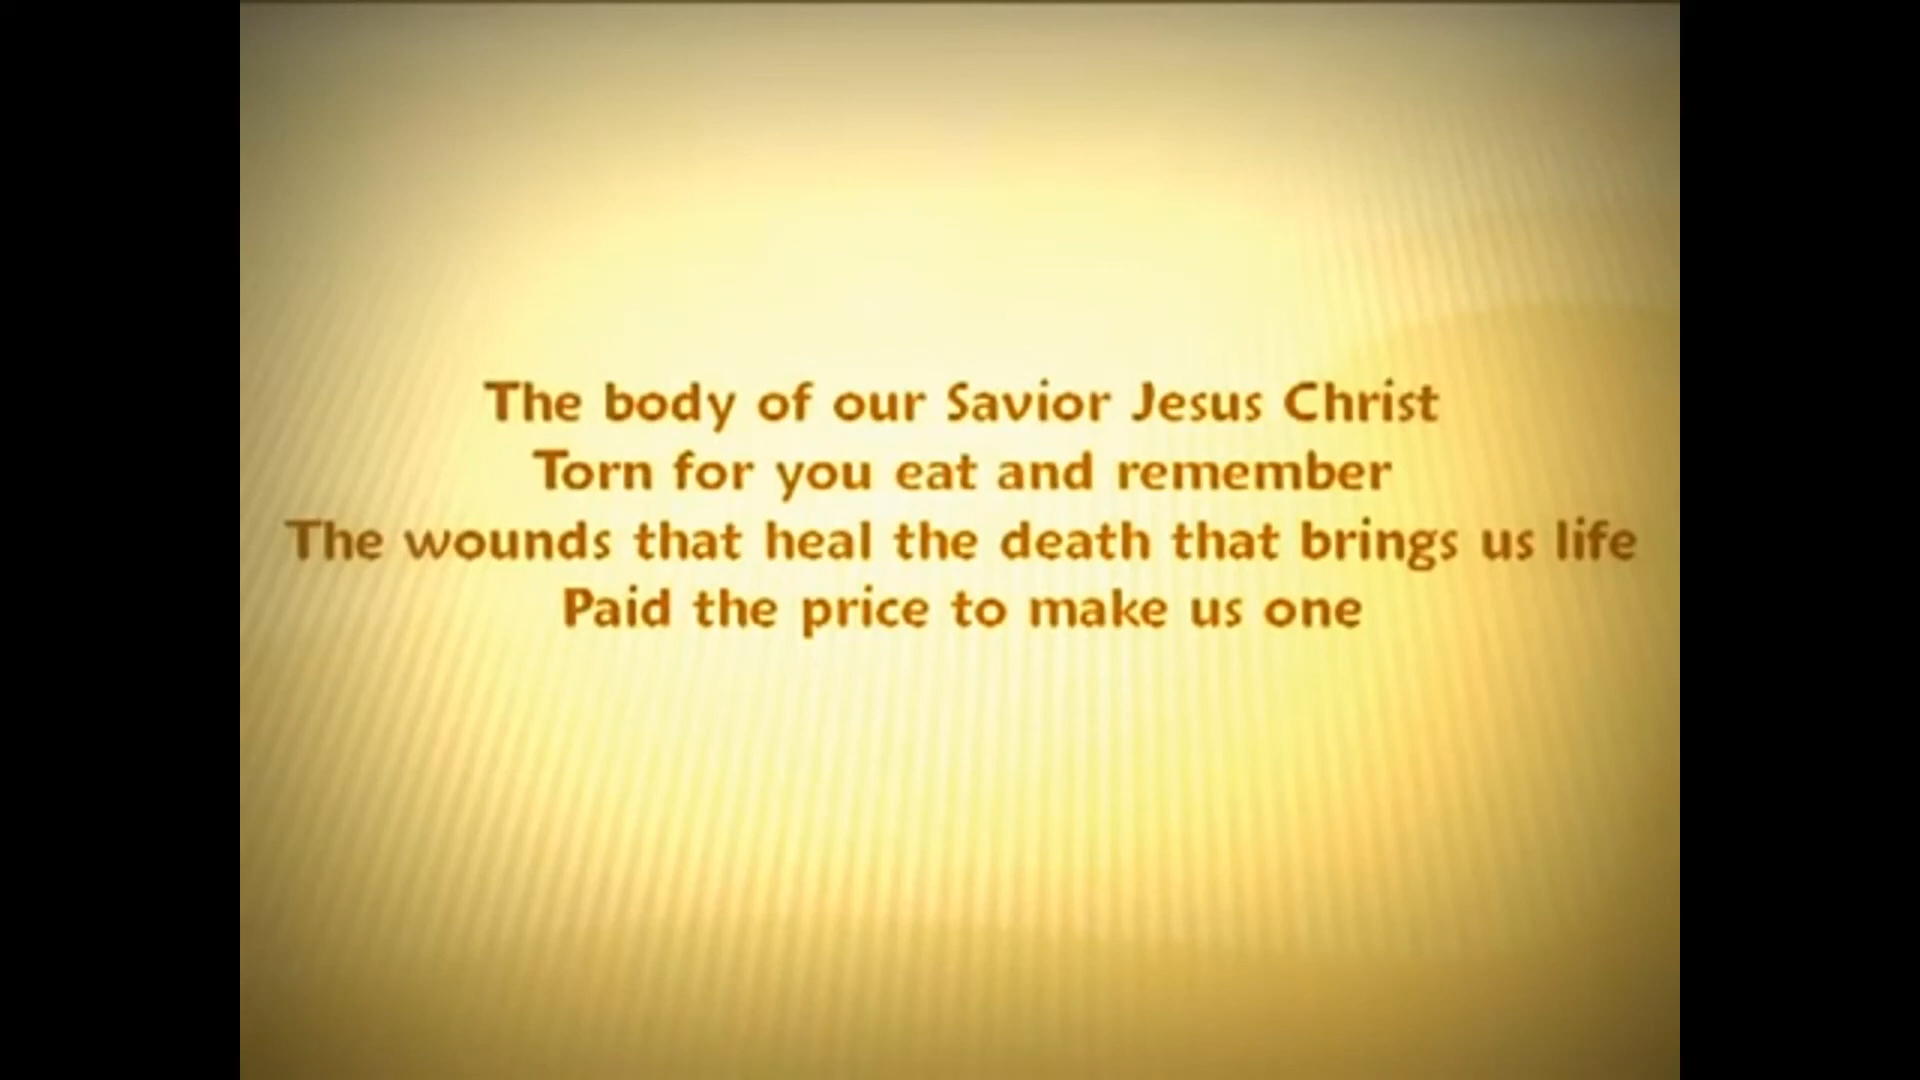 The body of our Savior Jesus Christ
Torn for you eat and remember
The wounds that heal the death that brings us life
Paid the price to make us one